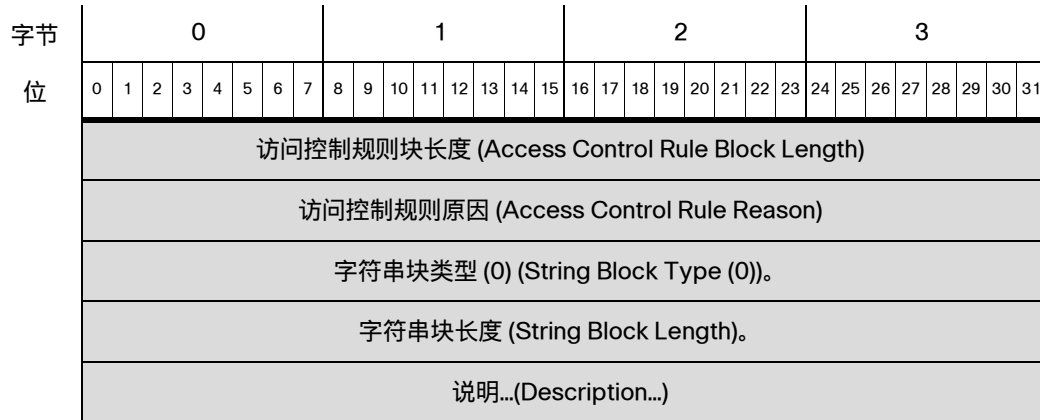 字节 0 1 2 3
位 0 1 2 3 4 5 6 7 8 9 10 11 12 13 14 15 16 17 18 19 20 21 22 23 24 25 26 27 28 29 30 31
访问控制规则块长度 (Access Control Rule Block Length)
访问控制规则原因 (Access Control Rule Reason)
字符串块类型 (0) (String Block Type (0))。
字符串块长度 (String Block Length)。
说明...(Description...)